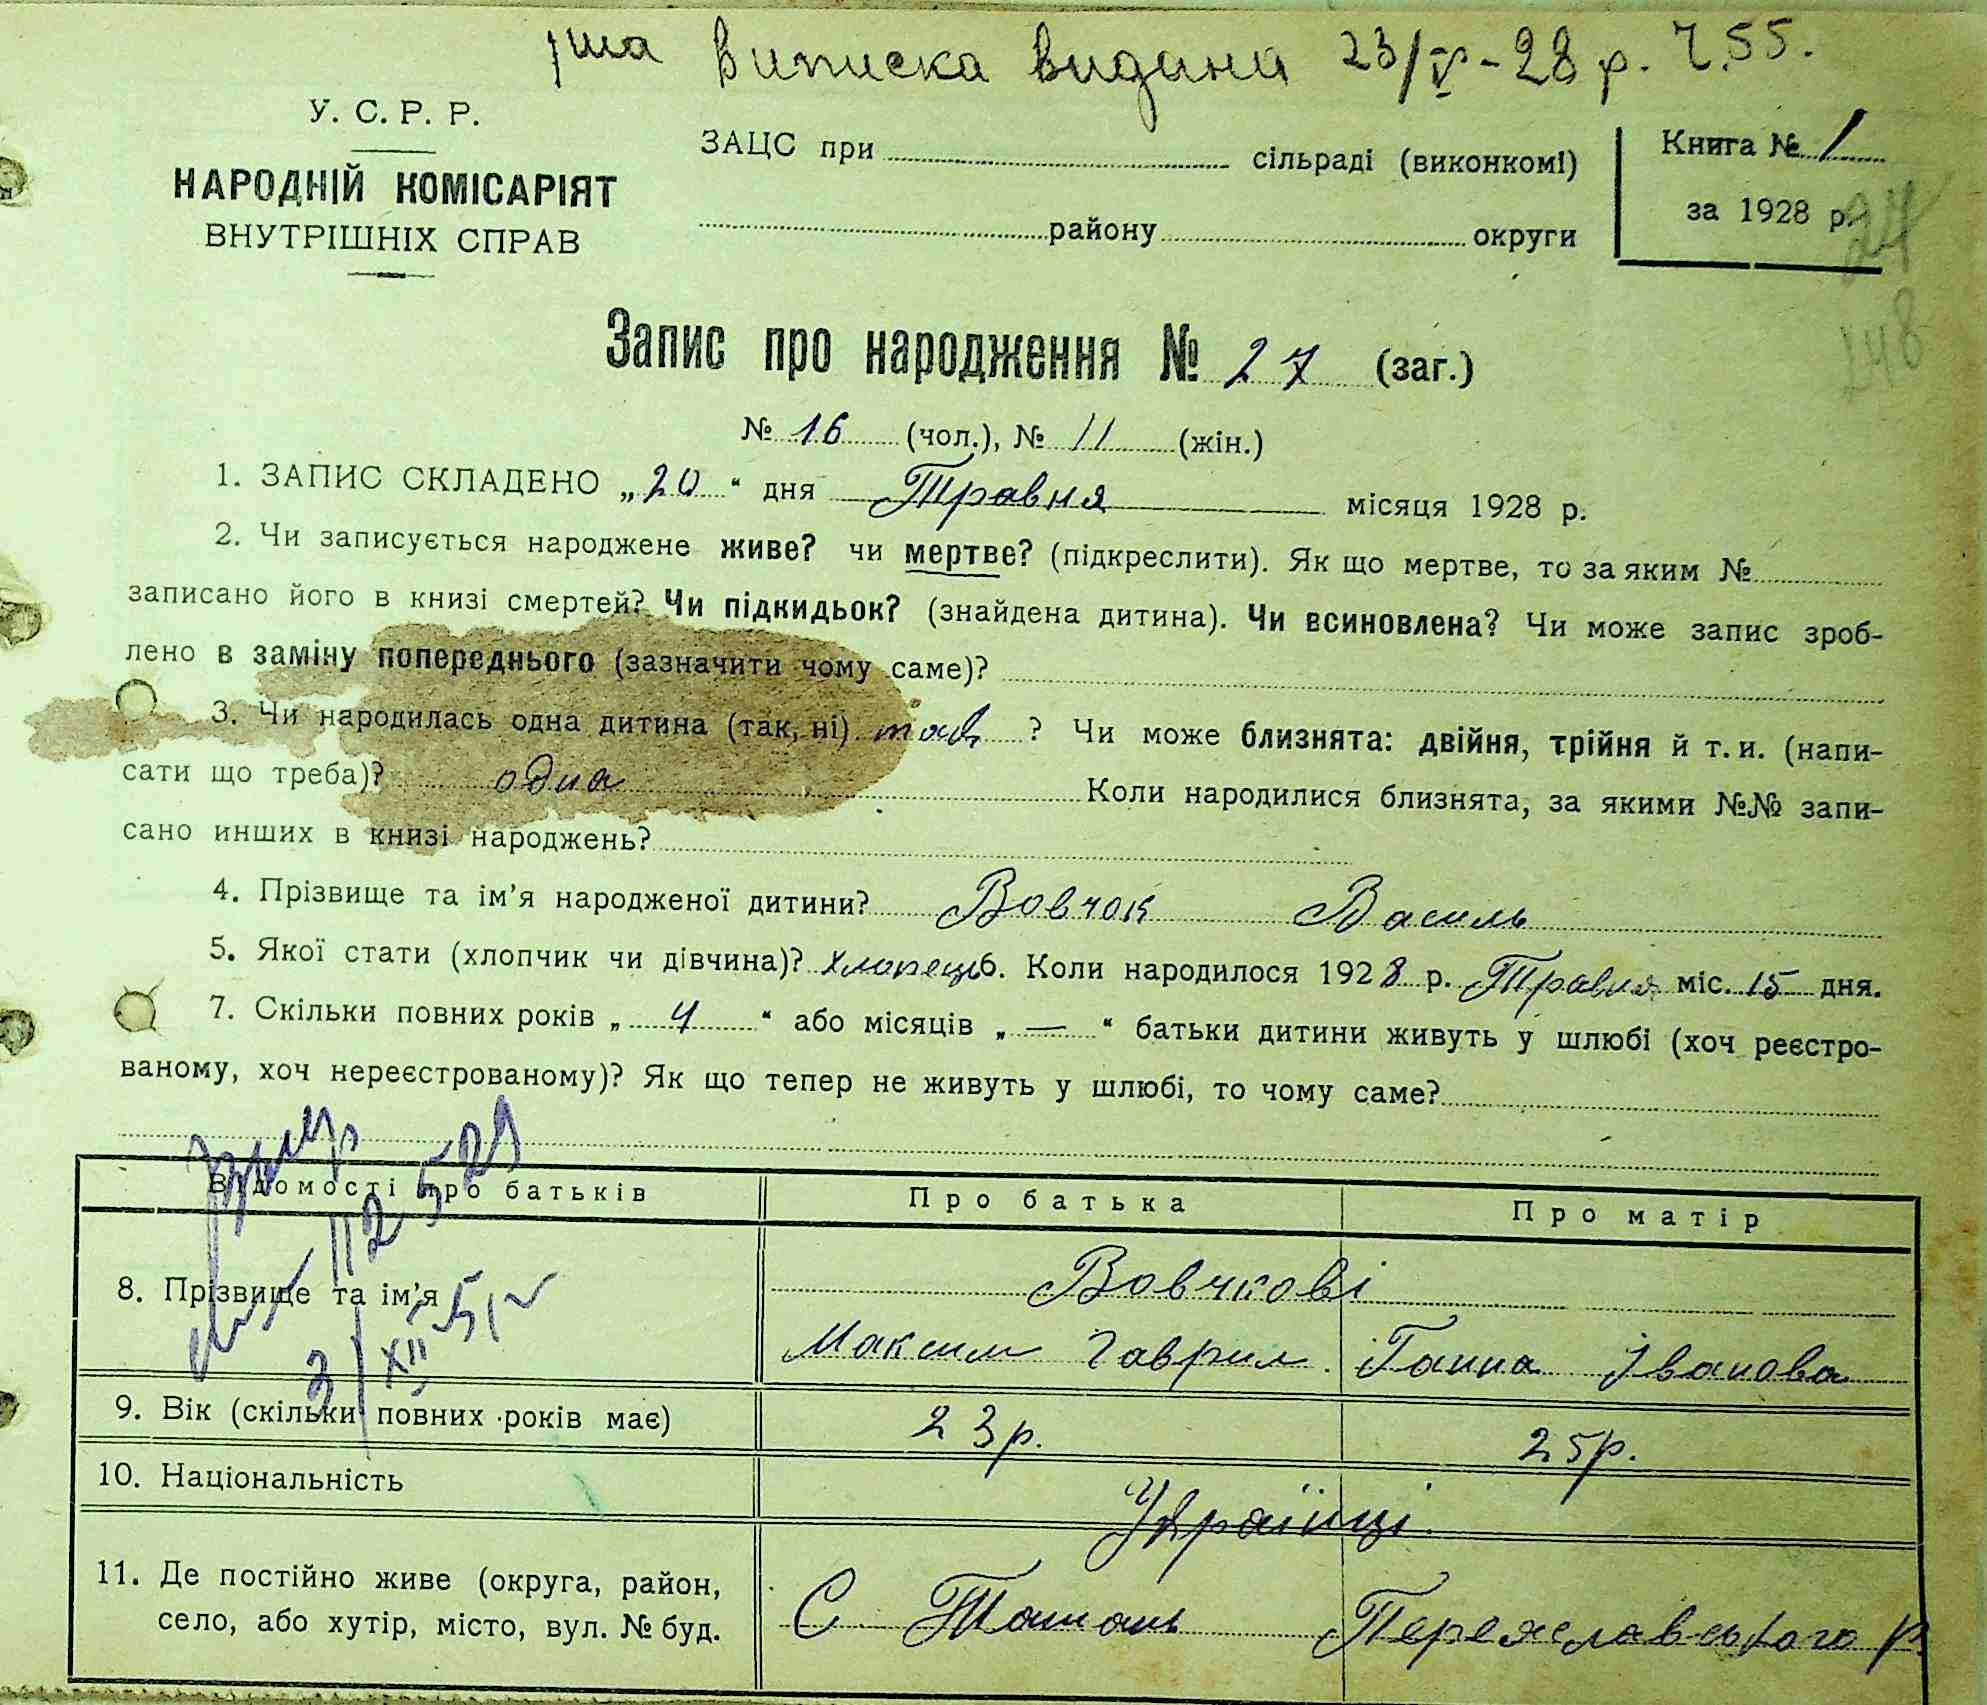 виписка видана 23/V-28 р. Ч.55.
У. С. Р. Р.
НАРОДНІЙ КОМІСАРІЯТ
ВНУТРІШНІХ СПРАВ
ЗАЦС при сільраді (виконкомі)
району округи
Книга № 1
за 1928 р.
24
248
Запис про народження № 27 (заг.)
№ 16 (чол.), № 11 (жін.)
1. ЗАПИС СКЛАДЕНО „20“ дня Травня місяця 1928 р.
2. Чи записується народжене живе? чи мертве? (підкреслити). Як що мертве, то за яким №
записано його в книзі смертей? Чи підкидьок? (знайдена дитина). Чи всиновлена? Чи може запис зроб-
лено в заміну попереднього (зазначити чому саме)?
3. Чи народилась одна дитина (так, ні) так ? Чи може близнята: двійня, трійня й т. и. (напи-
сати що треба)? одна Коли народилися близнята, за якими №№ запи-
сано инших в книзі народжень?
4. Прізвище та ім’я народженої дитини? Вовчок Василь
5. Якої стати (хлопчик чи дівчина)? хлопець 6. Коли народилося 1928 р. Травня міс. 15 дня.
7. Скільки повних років „ 4 “ або місяців „ — “ батьки дитини живуть у шлюбі (хоч реєстро-
ваному, хоч нереєстрованому)? Як що тепер не живуть у шлюбі, то чому саме?
Відомості про батьків Про батька Про матір
8. Прізвище та ім’я Вовчкові
Максим Гаврил. Ганна Іванова
3/XII
9. Вік (скільки повних років має) 23р. 25р.
10. Національність Українці
11. Де постійно живе (округа, район,
село, або хутір, місто, вул. № буд.
С Ташань Переяславського р.